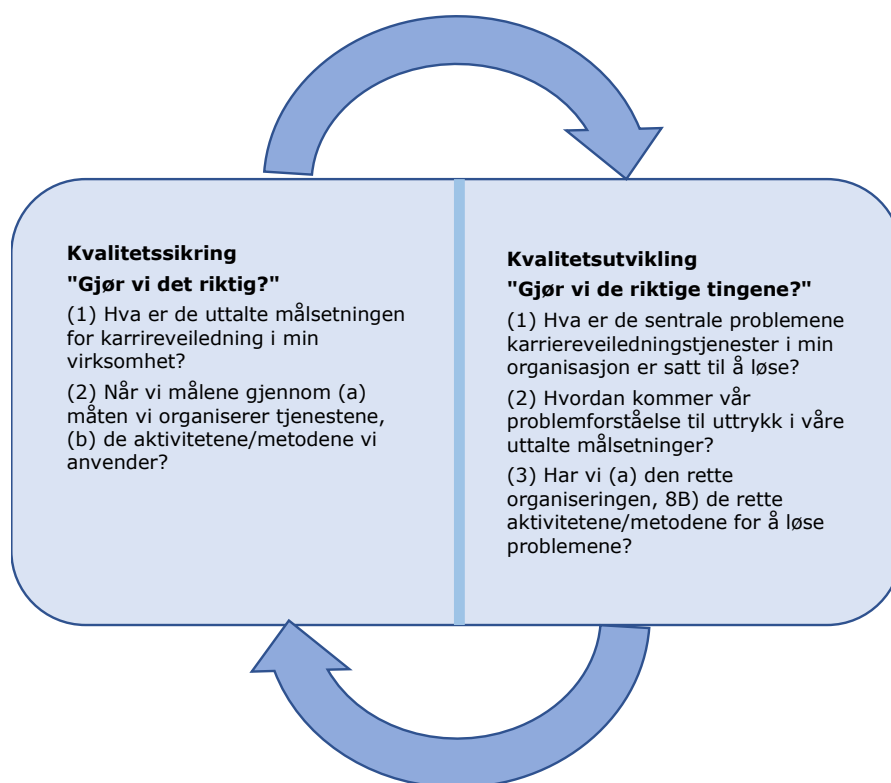 Kvalitetssikring
"Gjør vi det riktig?"
(1) Hva er de uttalte målsetningen
for karrireveiledning i min
virksomhet?
(2) Når vi målene gjennom (a)
måten vi organiserer tjenestene,
(b) de aktivitetene/metodene vi
anvender?
Kvalitetsutvikling
"Gjør vi de riktige tingene?"
(1) Hva er de sentrale problemene
karriereveiledningstjenester i min
organisasjon er satt til å løse?
(2) Hvordan kommer vår
problemforståelse til uttrykk i våre
uttalte målsetninger?
(3) Har vi (a) den rette
organiseringen, 8B) de rette
aktivitetene/metodene for å løse
problemene?